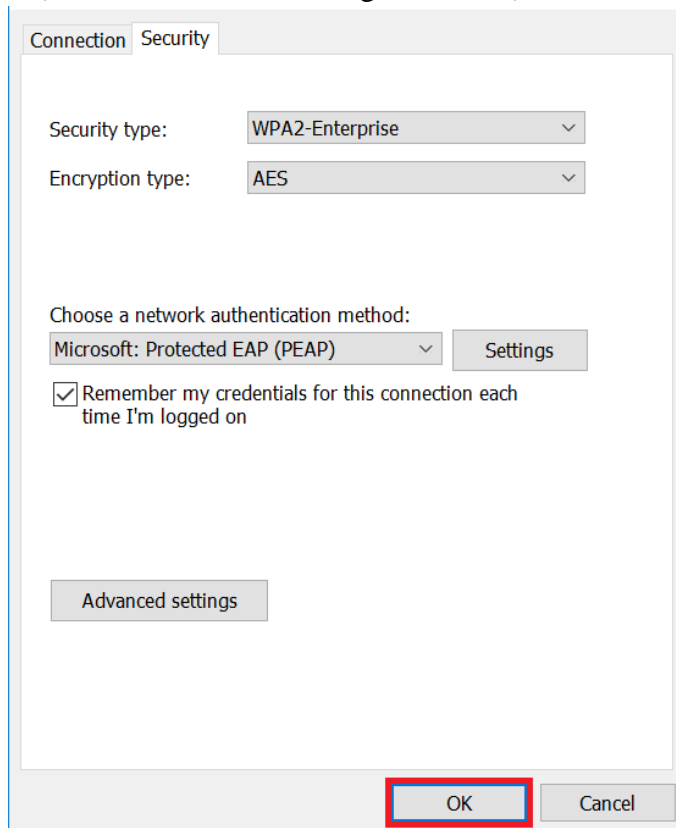 Connection Security
Security type: WPA2-Enterprise
Encryption type: AES
Choose a network authentication method:
Microsoft: Protected EAP (PEAP) Settings
Remember my credentials for this connection each
time I'm logged on
Advanced settings
OK Cancel